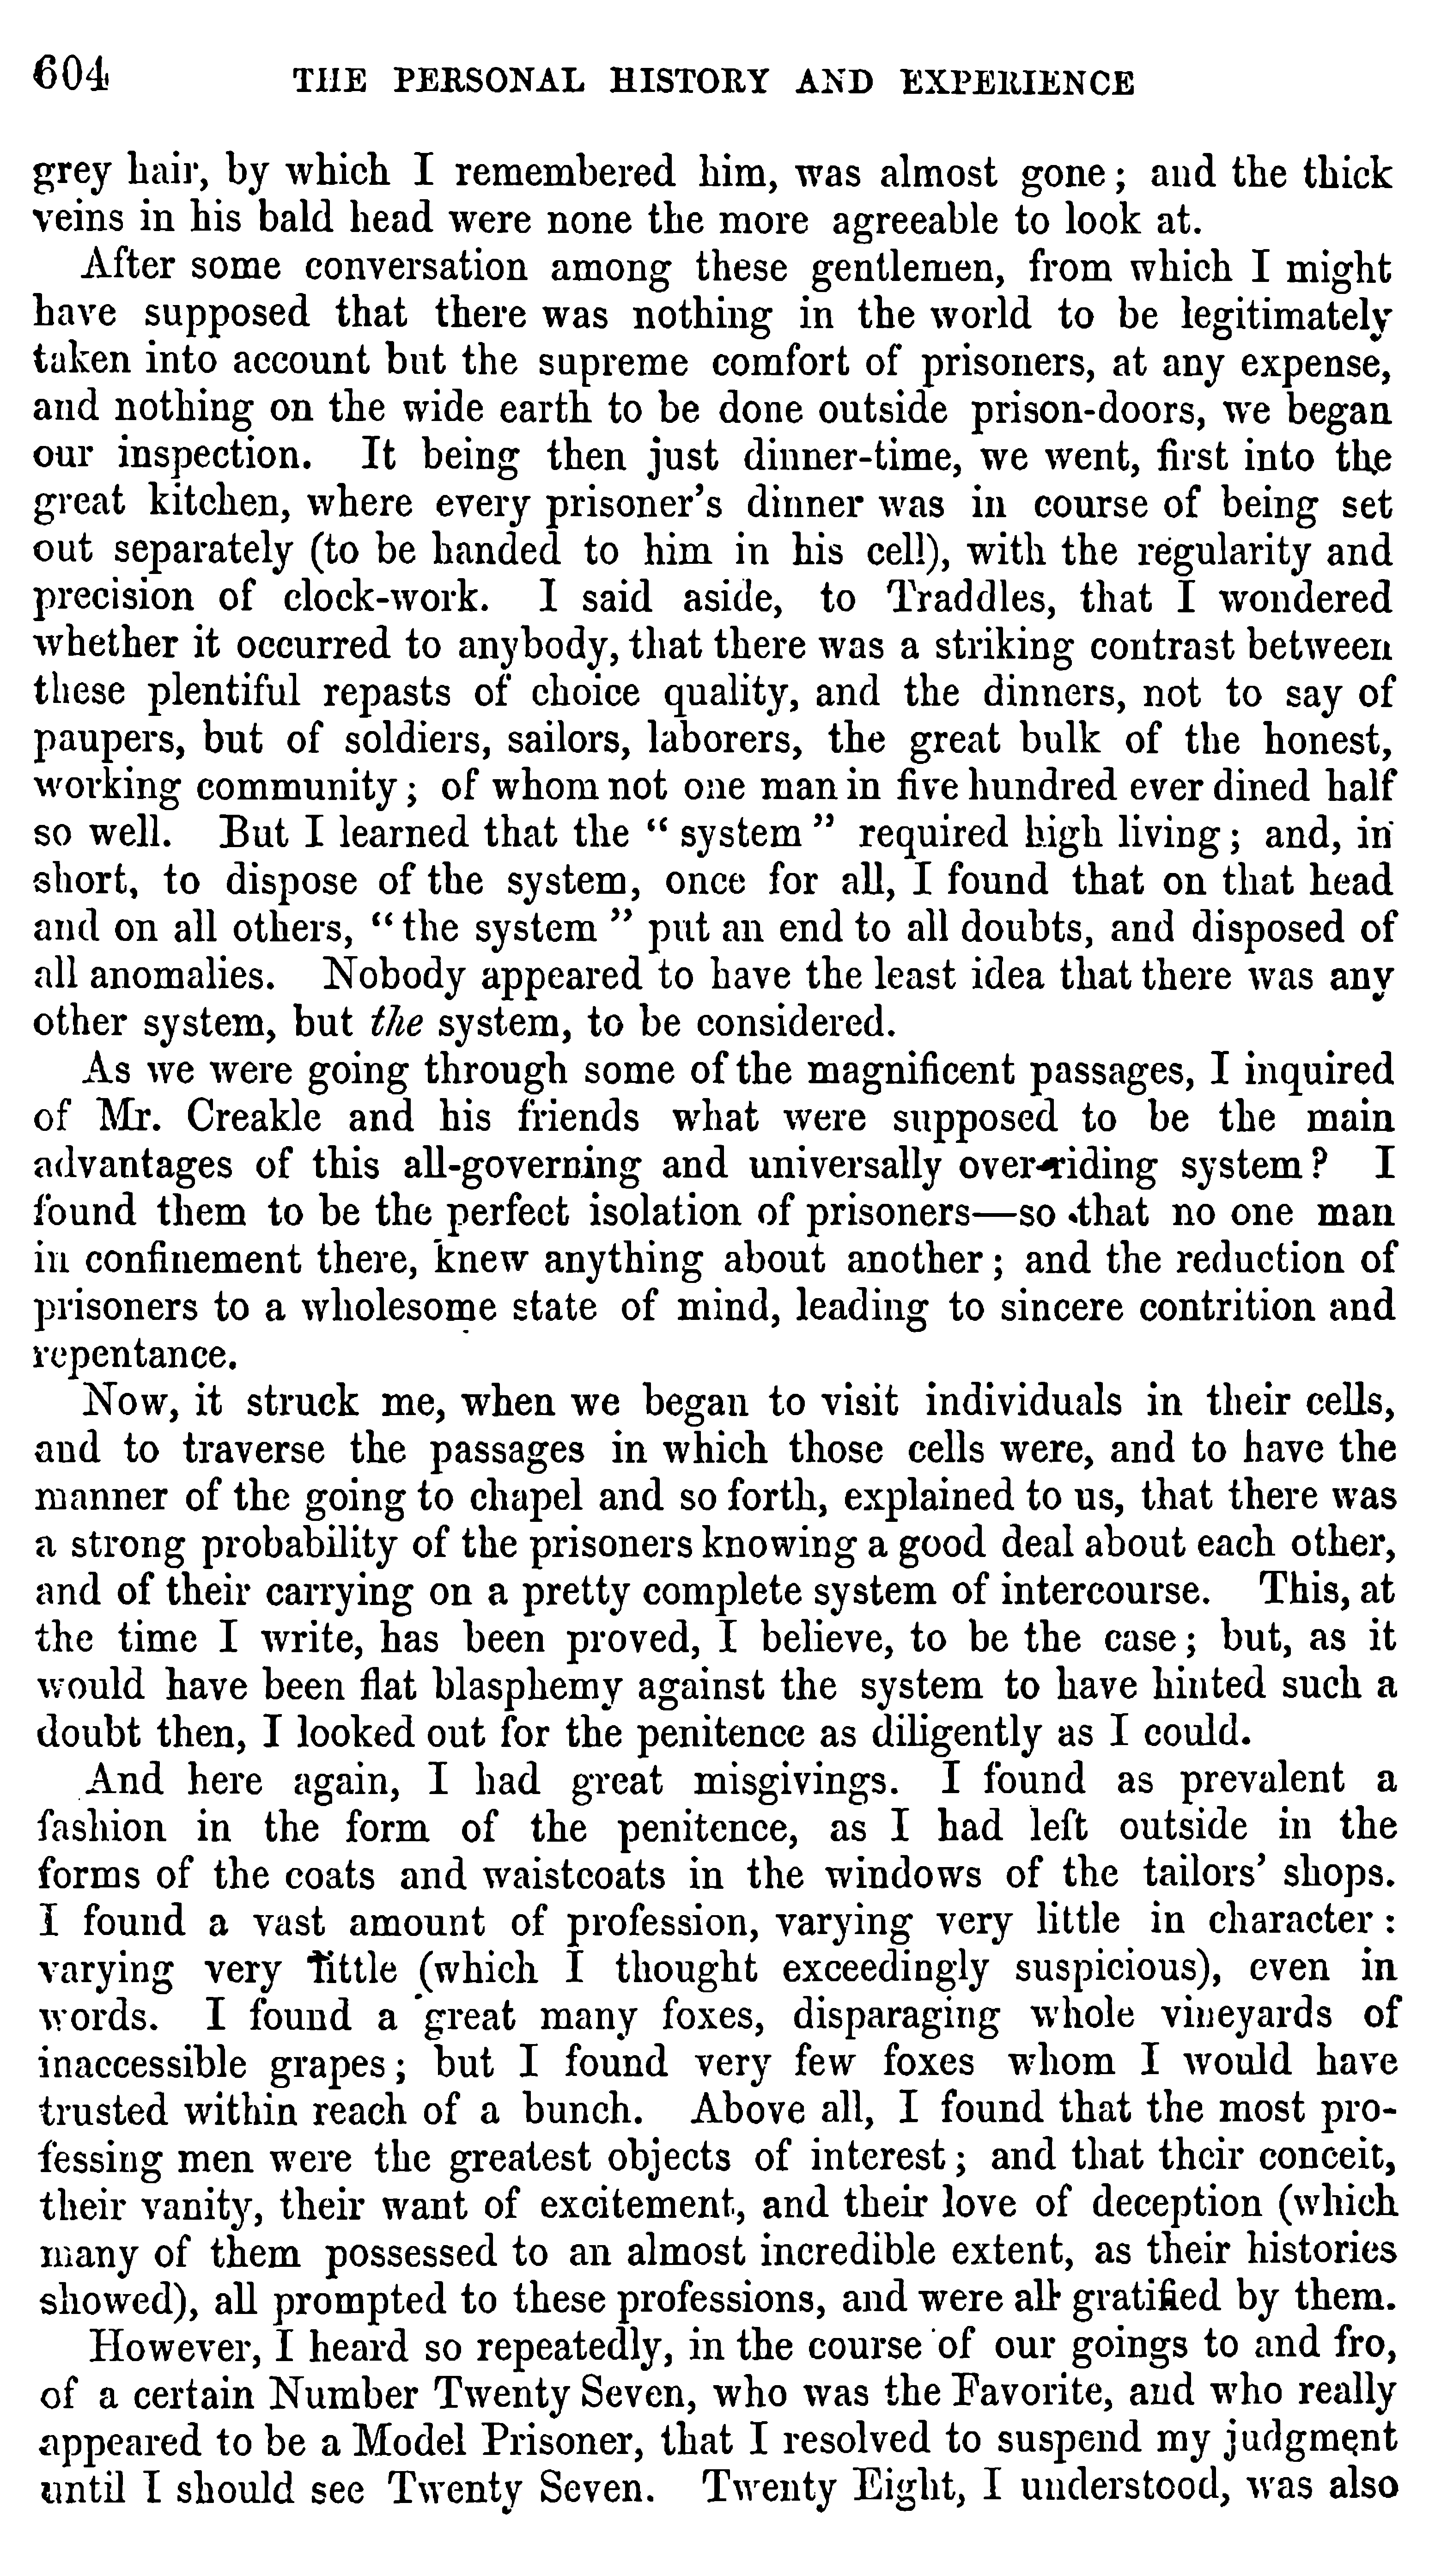 604 THE PERSONAL HISTORY AND EXPERIENCE
grey hair, by which I remembered him, was almost gone; and the thick
veins in his bald head were none the more agreeable to look at.
After some conversation among these gentlemen, from which I might
have supposed that there was nothing in the world to be legitimately
taken into account but the supreme comfort of prisoners, at any expense,
and nothing on the wide earth to be done outside prison-doors, we began
our inspection. It being then just dinner-time, we went, first into the
great kitchen, where every prisoner's dinner was in course of being set
out separately (to be handed to him in his cell), with the regularity and
precision of clock-work. I said aside, to Traddles, that I wondered
whether it occurred to anybody, that there was a striking contrast between
these plentiful repasts of choice quality, and the dinners, not to say of
paupers, but of soldiers, sailors, laborers, the great bulk of the honest,
working community; of whom not one man in five hundred ever dined half
so well. But I learned that the "system" required high living; and, in
short, to dispose of the system, once for all, I found that on that head
and on all others, "the system" put an end to all doubts, and disposed of
all anomalies. Nobody appeared to have the least idea that there was any
other system, but the system, to be considered.
As we were going through some of the magnificent passages, I inquired
of Mr. Creakle and his friends what were supposed to be the main
advantages of this all-governing and universally over-riding system? I
found them to be the perfect isolation of prisoners—so that no one man
in confinement there, knew anything about another; and the reduction of
prisoners to a wholesome state of mind, leading to sincere contrition and
repentance.
Now, it struck me, when we began to visit individuals in their cells,
and to traverse the passages in which those cells were, and to have the
manner of the going to chapel and so forth, explained to us, that there was
a strong probability of the prisoners knowing a good deal about each other,
and of their carrying on a pretty complete system of intercourse. This, at
the time I write, has been proved, I believe, to be the case; but, as it
would have been flat blasphemy against the system to have hinted such a
doubt then, I looked out for the penitence as diligently as I could.
And here again, I had great misgivings. I found as prevalent a
fashion in the form of the penitence, as I had left outside in the
forms of the coats and waistcoats in the windows of the tailors' shops.
I found a vast amount of profession, varying very little in character:
varying very little (which I thought exceedingly suspicious), even in
words. I found a great many foxes, disparaging whole vineyards of
inaccessible grapes; but I found very few foxes whom I would have
trusted within reach of a bunch. Above all, I found that the most pro-
fessing men were the greatest objects of interest; and that their conceit,
their vanity, their want of excitement, and their love of deception (which
many of them possessed to an almost incredible extent, as their histories
showed), all prompted to these professions, and were all gratified by them.
However, I heard so repeatedly, in the course of our goings to and fro,
of a certain Number Twenty Seven, who was the Favorite, and who really
appeared to be a Model Prisoner, that I resolved to suspend my judgment
until I should see Twenty Seven. Twenty Eight, I understood, was also